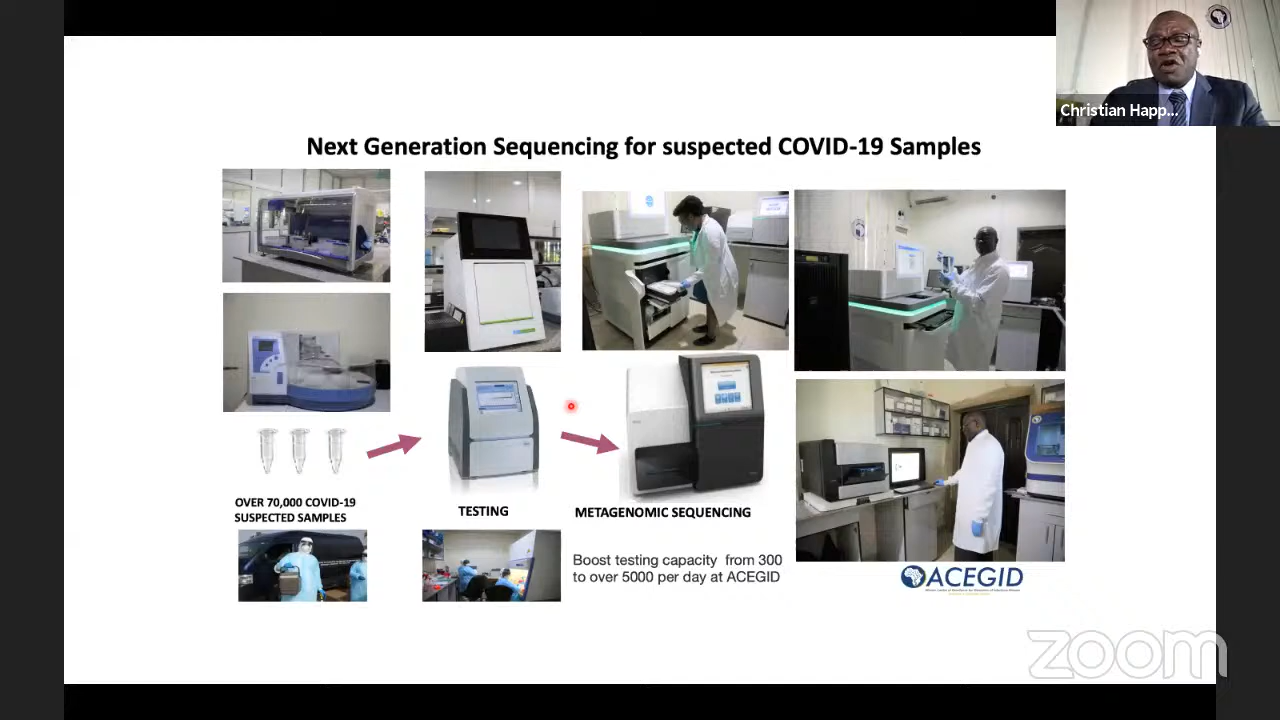 Christian Happ...
Next Generation Sequencing for suspected COVID-19 Samples
OVER 70,000 COVID-19
SUSPECTED SAMPLES
TESTING
METAGENOMIC SEQUENCING
Boost testing capacity from 300
to over 5000 per day at ACEGID
ACEGID
zoom